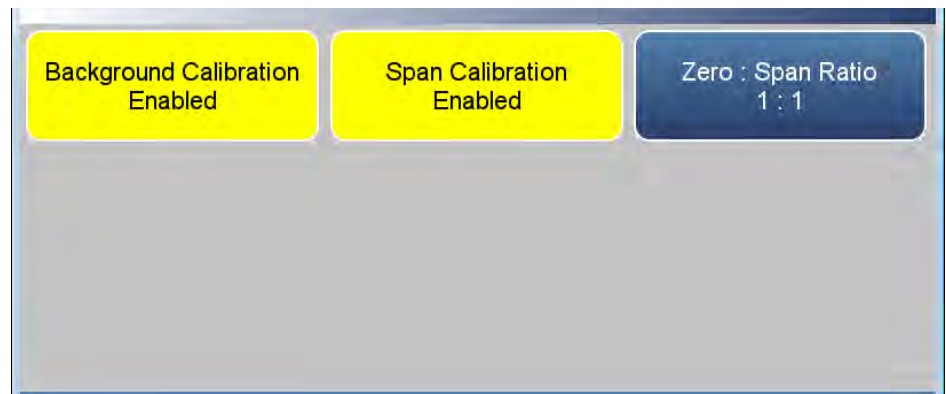 Background Calibration
Enabled
Span Calibration
Enabled
Zero : Span Ratio
1 : 1